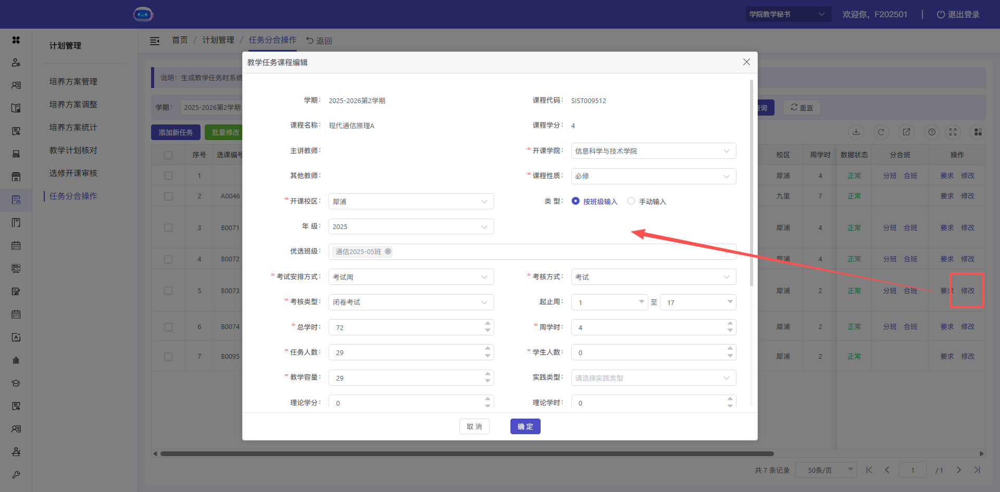 学院教学秘书
欢迎你，F202501
退出登录
计划管理
培养方案管理
培养方案调整
培养方案统计
教学计划核对
选修开课审核
任务分合操作
首页 / 计划管理 / 任务分合操作 返回
说明：生成教学任务时系统
学期： 2025-2026第2学期
查询 重置
添加新任务 批量修改
序号 选课编号 校区 周学时 数据状态 分合班 操作
1 犀浦 4 正常 分班 合班 要求 修改
2 A0046 九里 7 正常 要求 修改
3 B0071 犀浦 4 正常 分班 合班 要求 修改
4 B0072 犀浦 4 正常 分班 合班 要求 修改
5 B0073 犀浦 2 正常 分班 合班 要求 修改
6 B0074 犀浦 2 正常 分班 合班 要求 修改
7 B0095 犀浦 2 正常 要求 修改
共 7 条记录 50条/页 1 / 1
教学任务课程编辑
学期： 2025-2026第2学期 课程代码： SIST009512
课程名称： 现代通信原理A 课程学分： 4
主讲教师： * 开课学院： 信息科学与技术学院
其他教师： * 课程性质： 必修
* 开课校区： 犀浦 类 型： 按班级输入 手动输入
年 级： 2025
优选班级： 通信2025-05班
* 考试安排方式： 考试周 * 考核方式： 考试
* 考核类型： 闭卷考试 起止周： 1 至 17
* 总学时： 72 * 周学时： 4
* 任务人数： 29 * 学生人数： 0
* 教学容量： 29 实践类型： 请选择实践类型
理论学分： 0 理论学时： 0
取 消 确 定